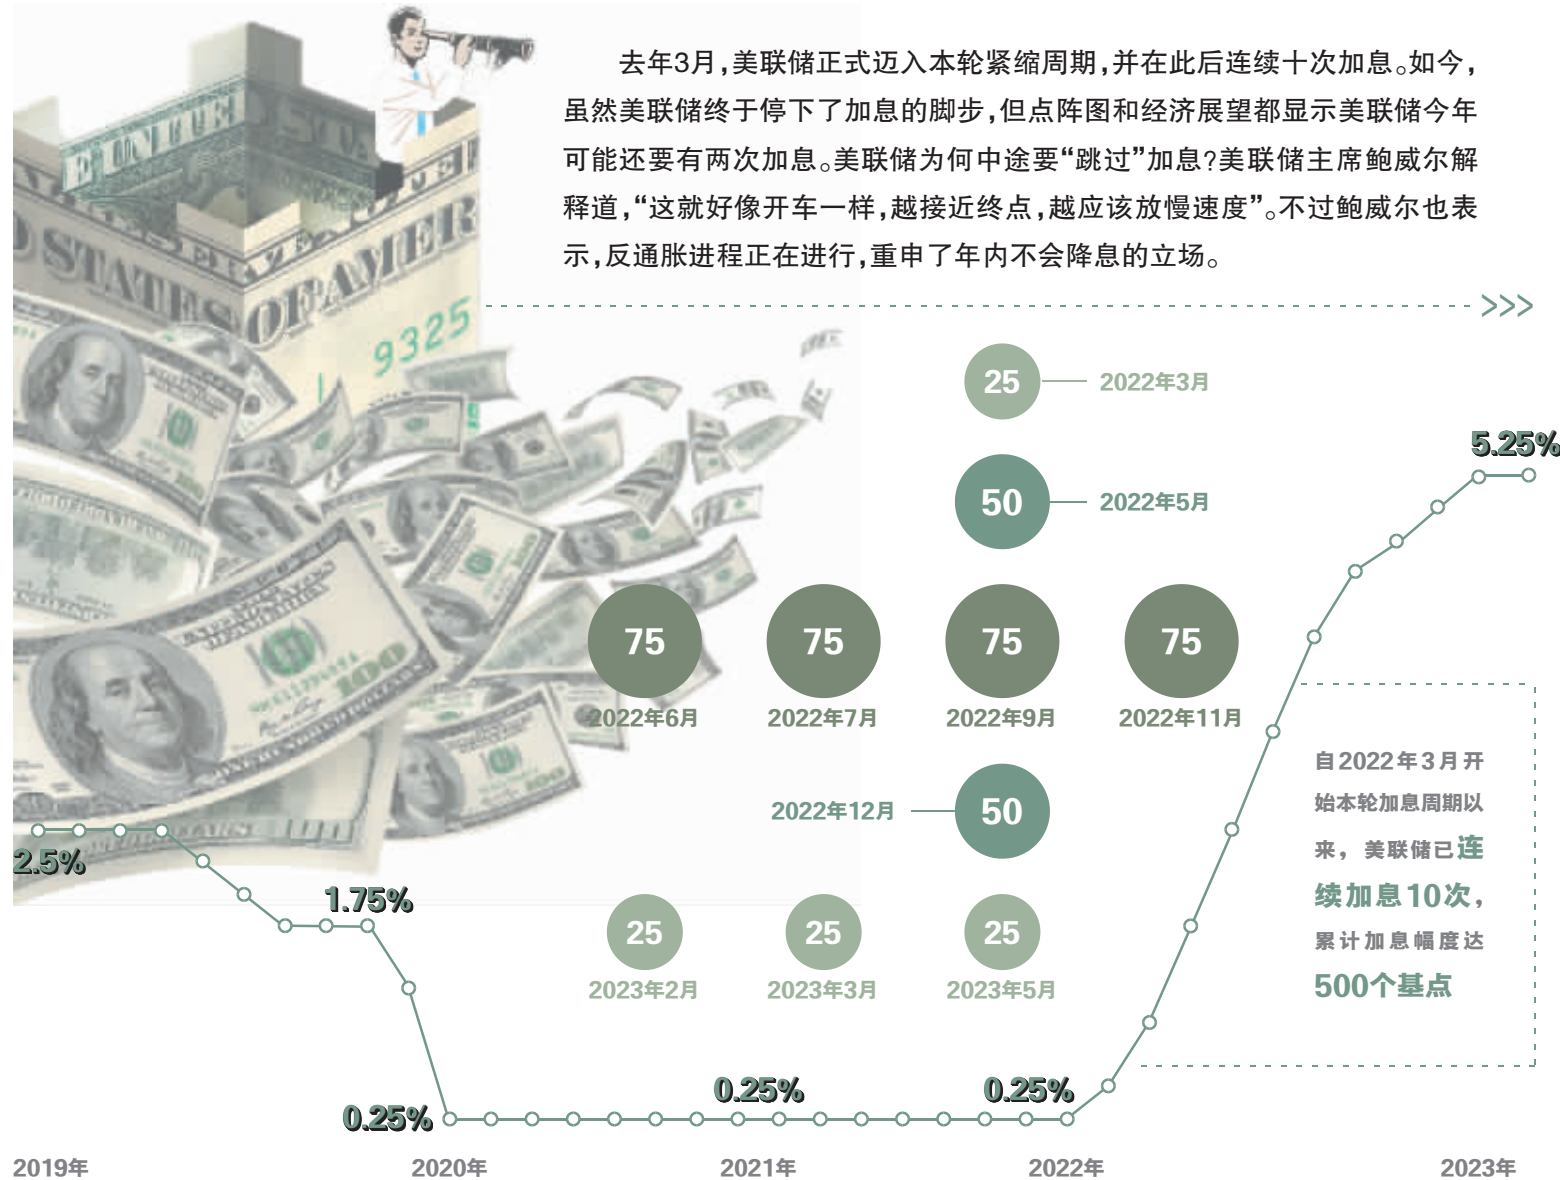 去年3月,美联储正式迈入本轮紧缩周期,并在此后连续十次加息。如今,
虽然美联储终于停下了加息的脚步,但点阵图和经济展望都显示美联储今年
可能还要有两次加息。美联储为何中途要“跳过”加息?美联储主席鲍威尔解
释道,“这就好像开车一样,越接近终点,越应该放慢速度”。不过鲍威尔也表
示,反通胀进程正在进行,重申了年内不会降息的立场。
D STATES OF AMER
9325
>>>
25
2022年3月
50
2022年5月
5.25%
75
75
75
75
2022年6月
2022年7月
2022年9月
2022年11月
2022年12月
50
25
25
25
2023年2月
2023年3月
2023年5月
自2022年3月开
始本轮加息周期以
来，美联储已连
续加息10次，
累计加息幅度达
500个基点
2.5%
1.75%
0.25%
0.25%
0.25%
2019年
2020年
2021年
2022年
2023年